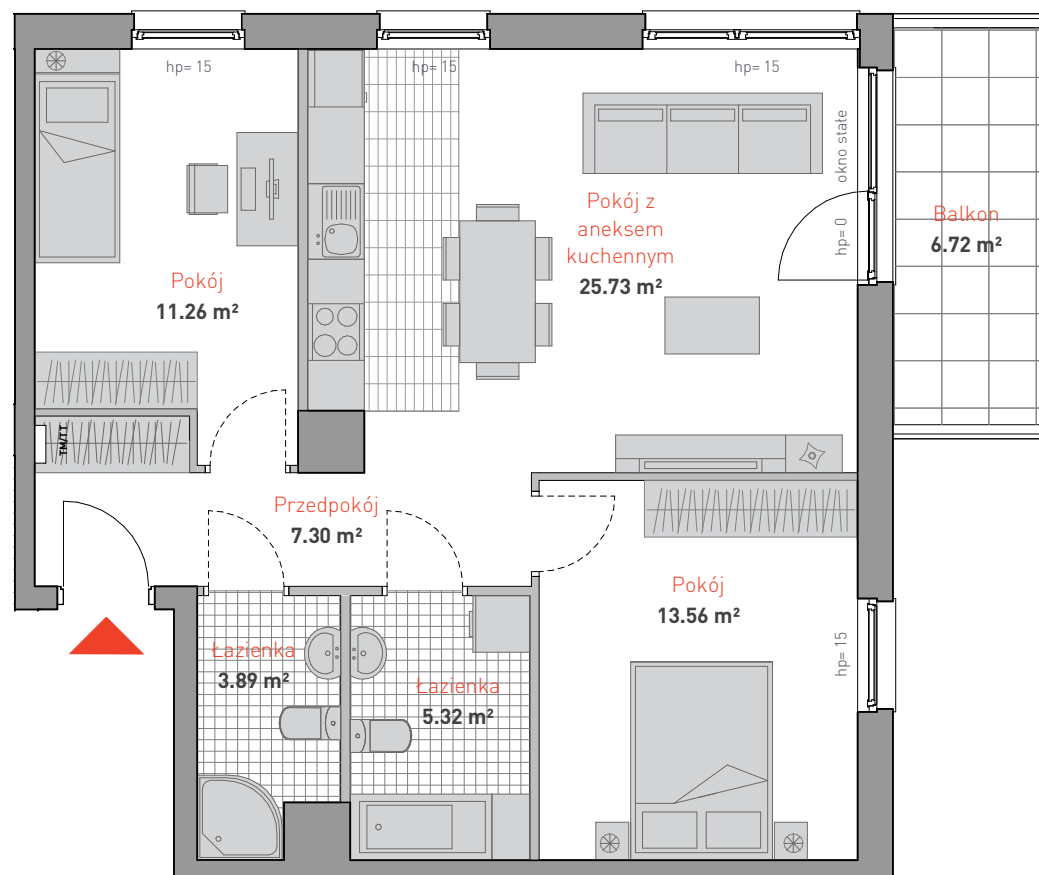 hp= 15
hp= 15
hp= 15
okno stałe
hp= 0
Pokój z
aneksem
kuchennym
25.73 m²
Balkon
6.72 m²
Pokój
11.26 m²
TM/TT
Przedpokój
7.30 m²
Pokój
13.56 m²
hp= 15
Łazienka
3.89 m²
Łazienka
5.32 m²